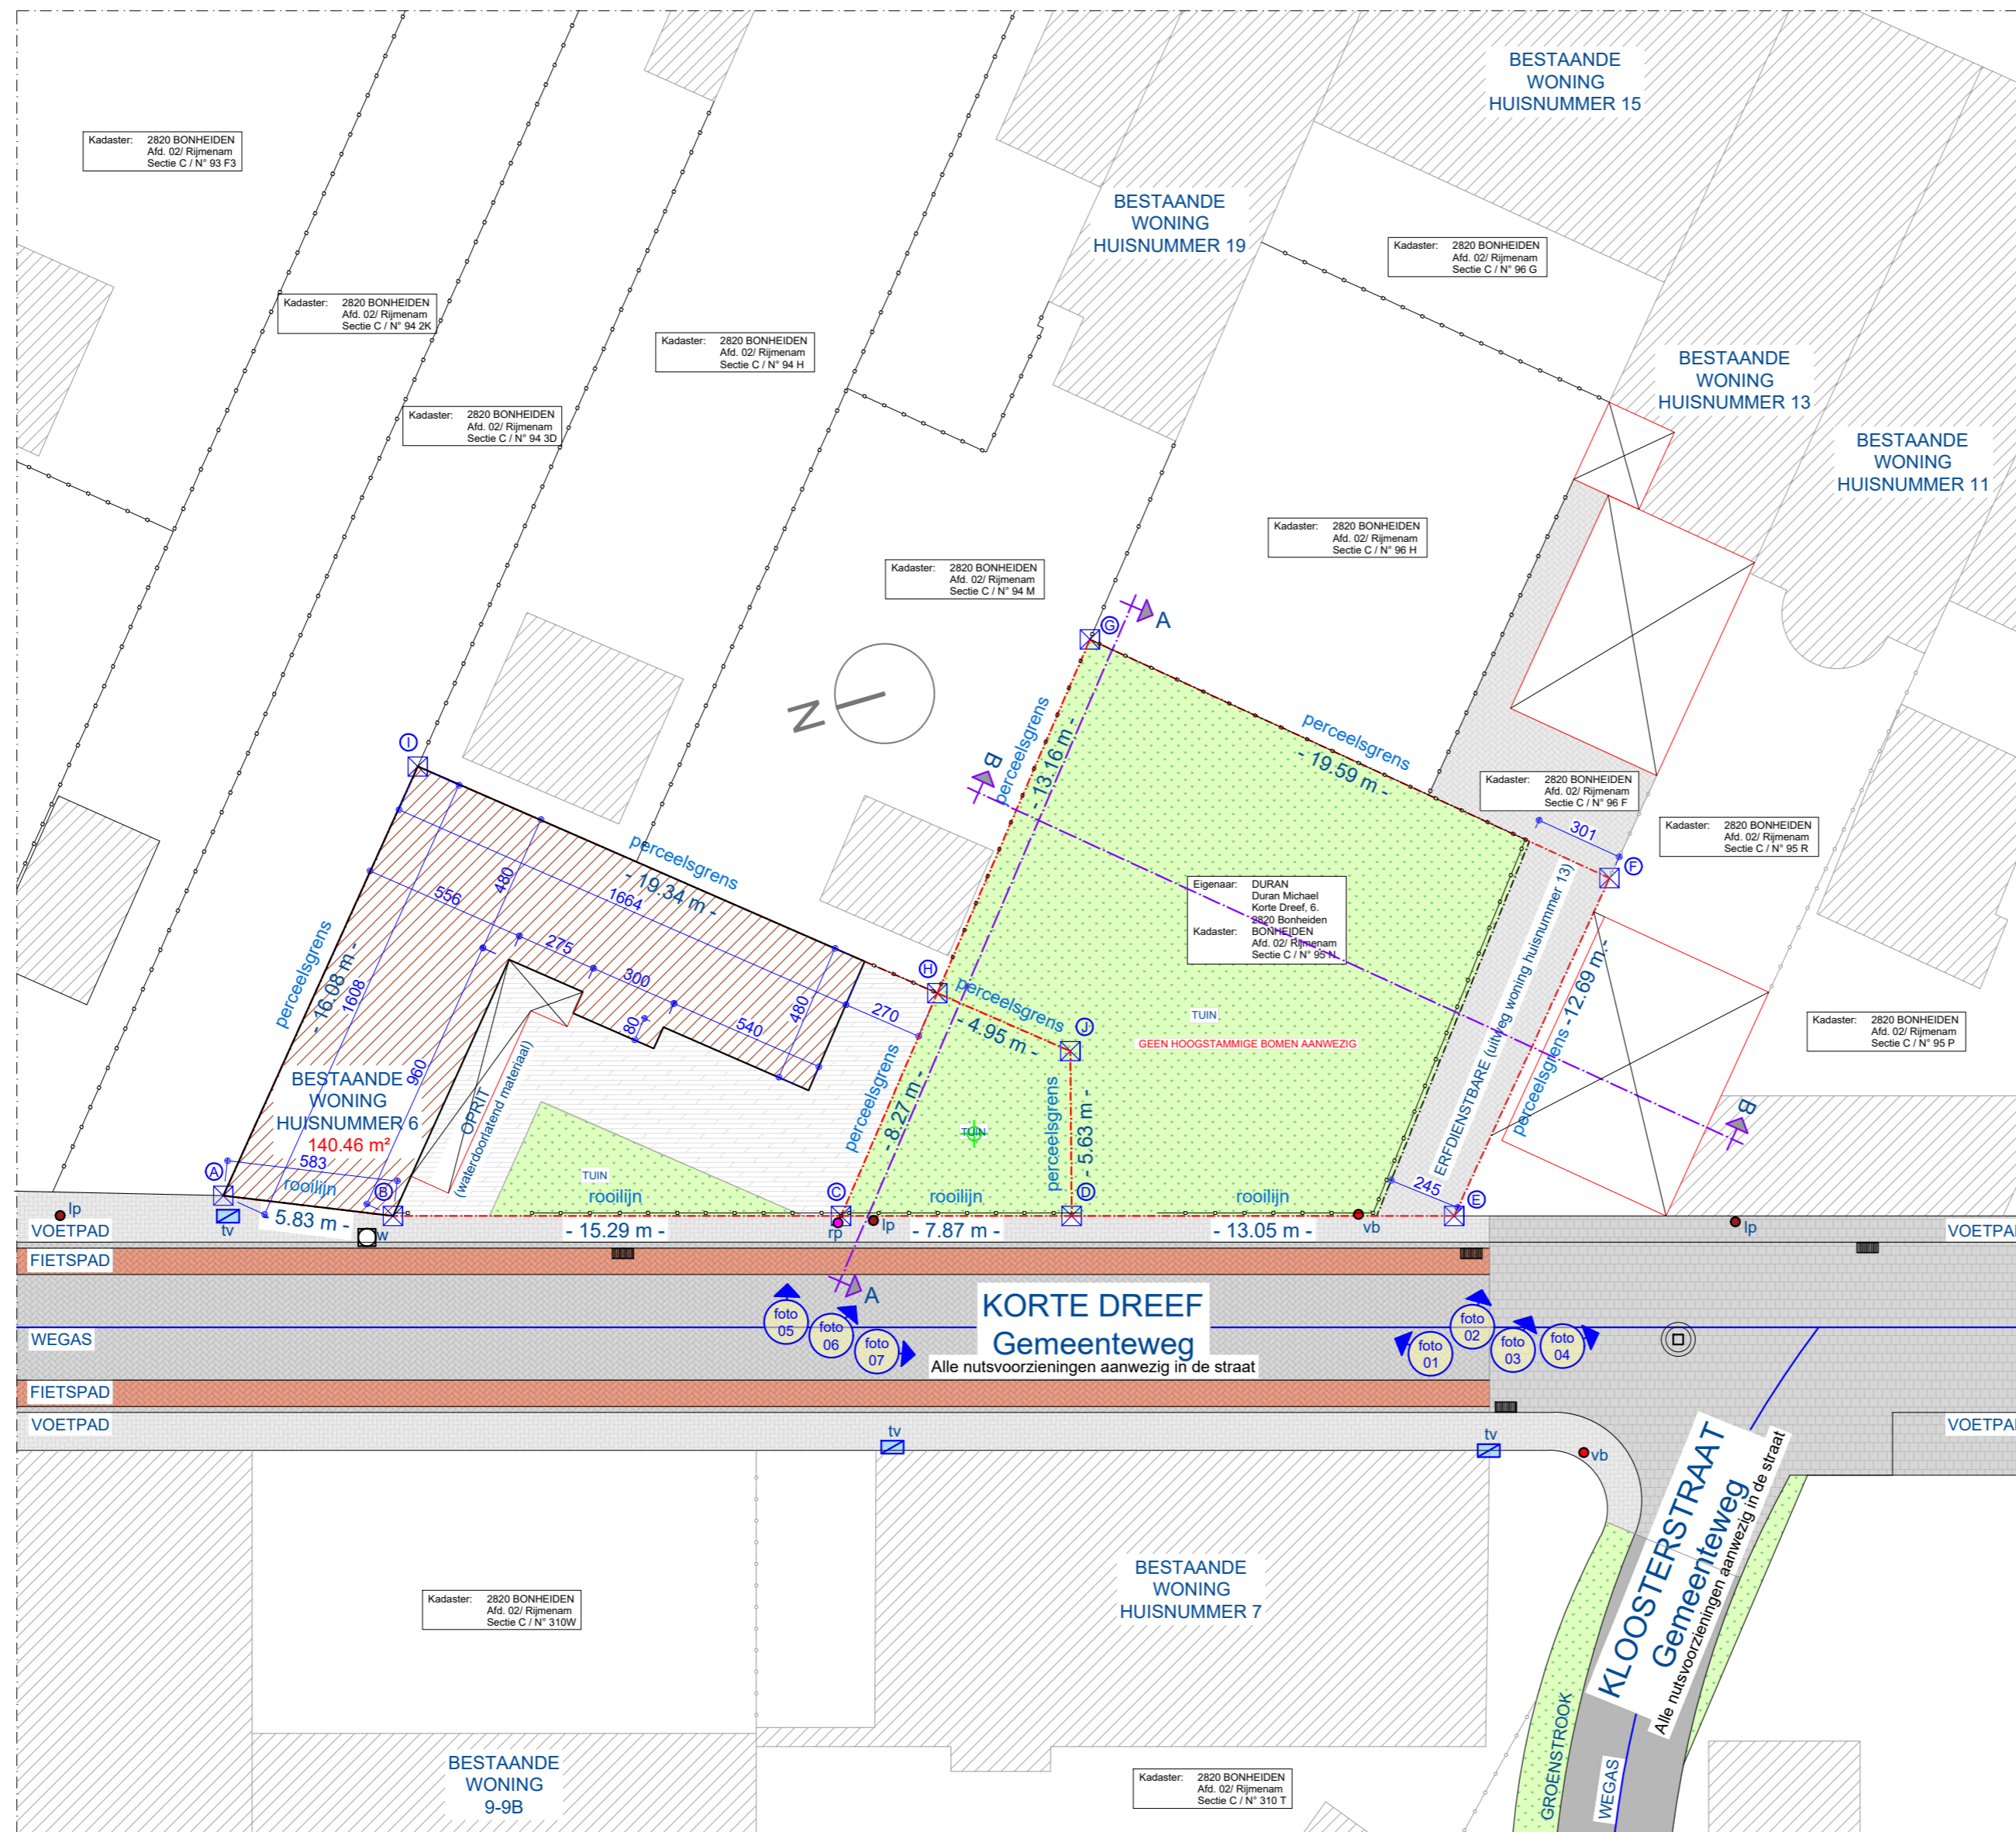 BESTAANDE
WONING
HUISNUMMER 15
Kadaster: 2820 BONHEIDEN
Afd. 02/ Rijmenam
Sectie C / N° 93 F3
BESTAANDE
WONING
HUISNUMMER 19
Kadaster: 2820 BONHEIDEN
Afd. 02/ Rijmenam
Sectie C / N° 96 G
Kadaster: 2820 BONHEIDEN
Afd. 02/ Rijmenam
Sectie C / N° 94 2K
Kadaster: 2820 BONHEIDEN
Afd. 02/ Rijmenam
Sectie C / N° 94 H
BESTAANDE
WONING
HUISNUMMER 13
Kadaster: 2820 BONHEIDEN
Afd. 02/ Rijmenam
Sectie C / N° 94 3D
BESTAANDE
WONING
HUISNUMMER 11
Kadaster: 2820 BONHEIDEN
Afd. 02/ Rijmenam
Sectie C / N° 96 H
Kadaster: 2820 BONHEIDEN
Afd. 02/ Rijmenam
Sectie C / N° 94 M
G
A
N
perceelsgrens
- 13.16 m -
B
perceelsgrens
- 19.59 m -
I
Kadaster: 2820 BONHEIDEN
Afd. 02/ Rijmenam
Sectie C / N° 96 F
301
F
Kadaster: 2820 BONHEIDEN
Afd. 02/ Rijmenam
Sectie C / N° 95 R
perceelsgrens
- 19.34 m -
480
1664
556
275
300
80
540
480
270
Eigenaar: DURAN
Duran Michael
Korte Dreef, 6.
2820 Bonheiden
Kadaster: BONHEIDEN
Afd. 02/ Rijmenam
Sectie C / N° 95 N
perceelsgrens
- 16.08 m -
1608
960
H
perceelsgrens
- 4.95 m -
J
TUIN
GEEN HOOGSTAMMIGE BOMEN AANWEZIG
ERFDIENSTBARE (uitweg woning huisnummer 13)
perceelsgrens - 12.69 m -
Kadaster: 2820 BONHEIDEN
Afd. 02/ Rijmenam
Sectie C / N° 95 P
BESTAANDE
WONING
HUISNUMMER 6
140.46 m²
OPRIT
(waterdoorlatend materiaal)
perceelsgrens
- 8.27 m -
TUIN
perceelsgrens
- 5.63 m -
B
A
583
rooilijn
B
TUIN
rooilijn
C
rooilijn
D
rooilijn
245
E
lp
tv
5.83 m -
w
- 15.29 m -
rp
lp
- 7.87 m -
- 13.05 m -
vb
lp
VOETPAD
VOETPAD
FIETSPAD
A
foto
05
foto
06
foto
07
KORTE DREEF
Gemeenteweg
Alle nutsvoorzieningen aanwezig in de straat
foto
01
foto
02
foto
03
foto
04
WEGAS
FIETSPAD
VOETPAD
VOETPAD
tv
tv
vb
KLOOSTERSTRAAT
Gemeenteweg
Alle nutsvoorzieningen aanwezig in de straat
Kadaster: 2820 BONHEIDEN
Afd. 02/ Rijmenam
Sectie C / N° 310W
BESTAANDE
WONING
HUISNUMMER 7
GROENSTROOK
WEGAS
BESTAANDE
WONING
9-9B
Kadaster: 2820 BONHEIDEN
Afd. 02/ Rijmenam
Sectie C / N° 310 T